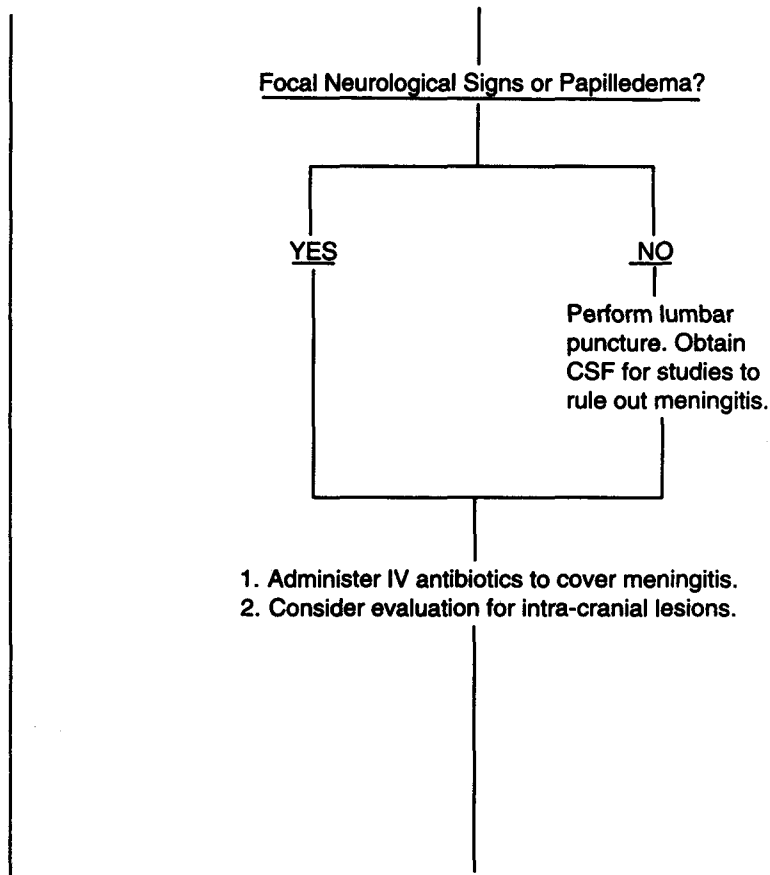 Focal Neurological Signs or Papilledema?
YES
NO
Perform lumbar
puncture. Obtain
CSF for studies to
rule out meningitis.
1. Administer IV antibiotics to cover meningitis.
2. Consider evaluation for intra-cranial lesions.